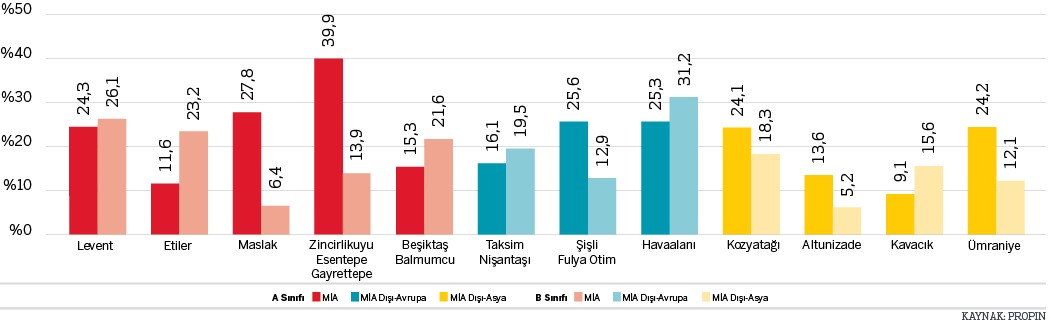 %50
%40
%30
%20
%10
%0
24,3
26,1
11,6
23,2
27,8
6,4
39,9
13,9
15,3
21,6
16,1
19,5
25,6
12,9
25,3
31,2
24,1
18,3
13,6
5,2
9,1
15,6
24,2
12,1
Levent
Etiler
Maslak
Zincirlikuyu
Esentepe
Gayrettepe
Beşiktaş
Balmumcu
Taksim
Nişantaşı
Şişli
Fulya Otim
Havaalanı
Kozyatağı
Altunizade
Kavacık
Ümraniye
A Sınıfı MİA MİA Dışı-Avrupa MİA Dışı-Asya B Sınıfı MİA MİA Dışı-Avrupa MİA Dışı-Asya
KAYNAK: PROPIN